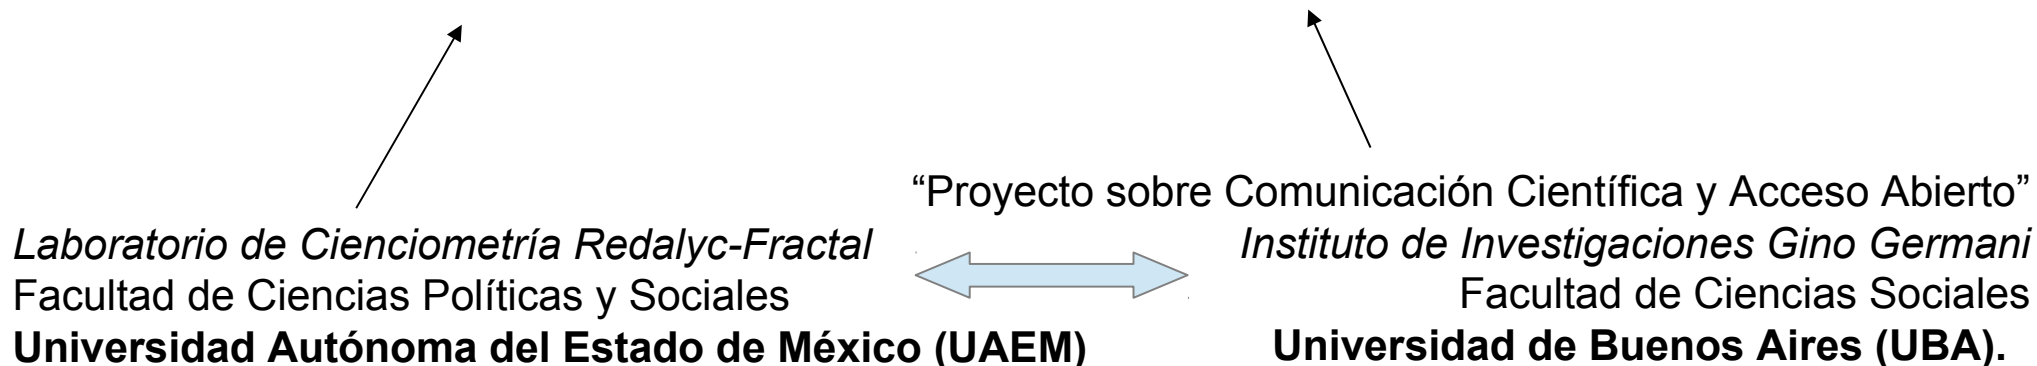 Laboratorio de Cienciometría Redalyc-Fractal
Facultad de Ciencias Políticas y Sociales
Universidad Autónoma del Estado de México (UAEM)
“Proyecto sobre Comunicación Científica y Acceso Abierto”
Instituto de Investigaciones Gino Germani
Facultad de Ciencias Sociales
Universidad de Buenos Aires (UBA).